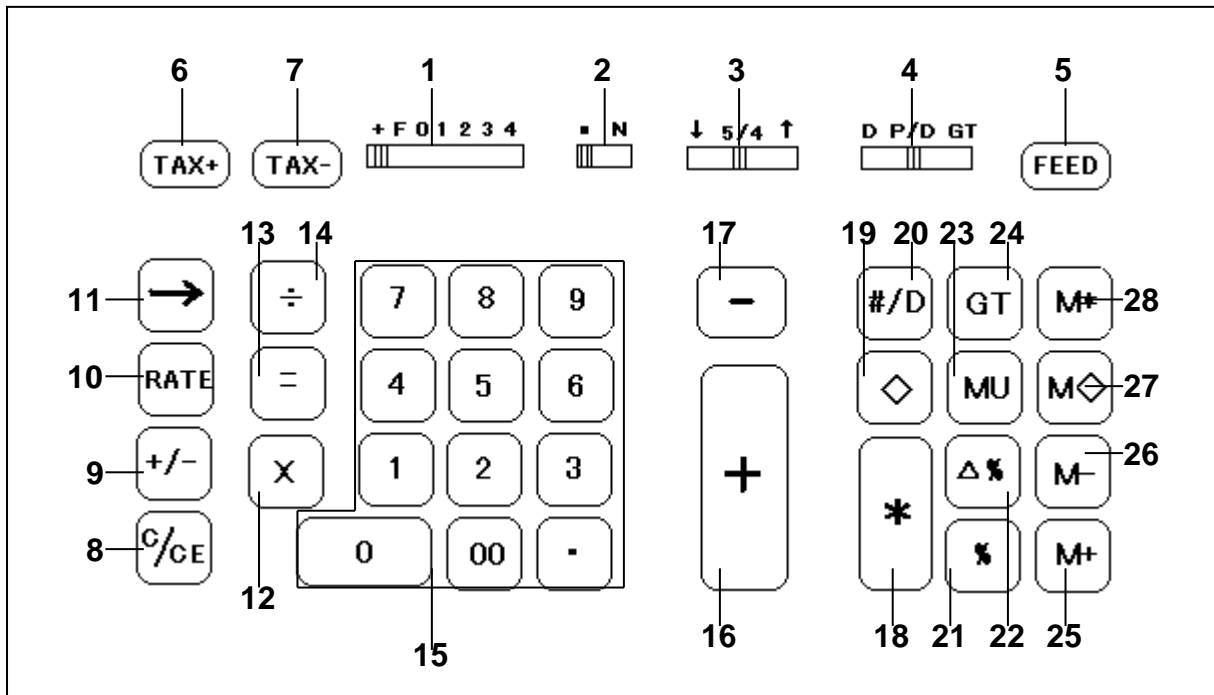 6 7 1 2 3 4 5
+ F 0 1 2 3 4 ▪ N ↓ 5/4 ↑ D P/D GT
TAX+ TAX- FEED
13 14 17 19 20 23 24
11 → ÷ 7 8 9 − #/D GT M* 28
10 RATE = 4 5 6 ◇ MU M◇ 27
9 +/- X 1 2 3 + * △% M- 26
8 C/CE 0 00 . % M+
12 15 16 18 21 22 25